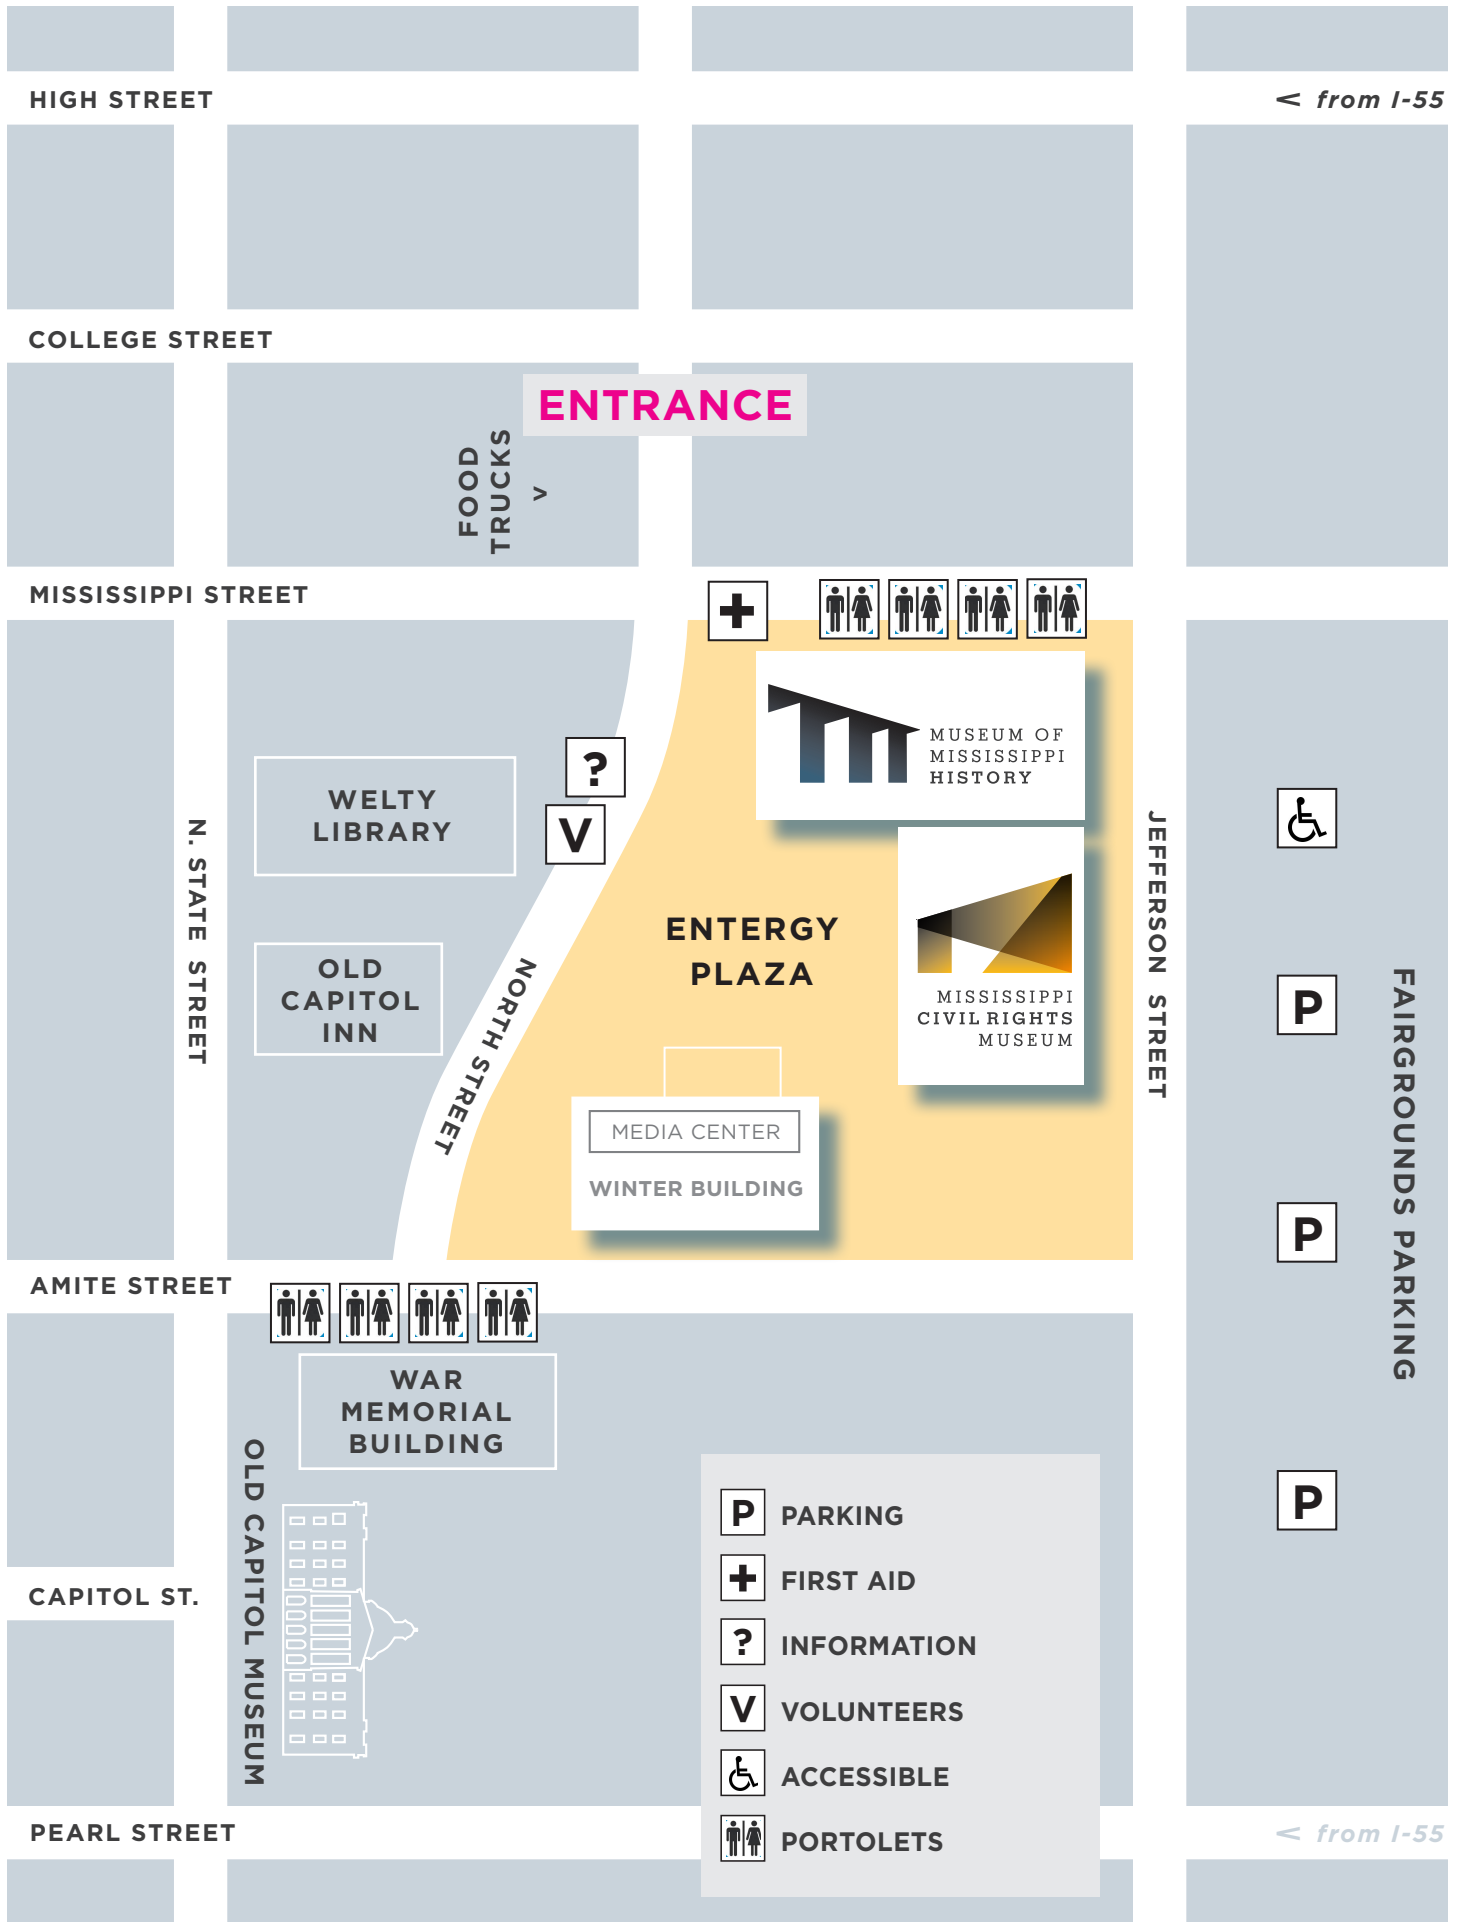 HIGH STREET
< from I-55
COLLEGE STREET
ENTRANCE
FOOD
TRUCKS
>
MISSISSIPPI STREET
MUSEUM OF
MISSISSIPPI
HISTORY
?
V
WELTY
LIBRARY
N. STATE STREET
JEFFERSON STREET
ENTERGY
PLAZA
OLD
CAPITOL
INN
NORTH STREET
MISSISSIPPI
CIVIL RIGHTS
MUSEUM
P
FAIRGROUNDS PARKING
MEDIA CENTER
WINTER BUILDING
P
AMITE STREET
WAR
MEMORIAL
BUILDING
OLD CAPITOL MUSEUM
P
P PARKING
FIRST AID
CAPITOL ST.
? INFORMATION
V VOLUNTEERS
ACCESSIBLE
PORTOLETS
PEARL STREET
< from I-55